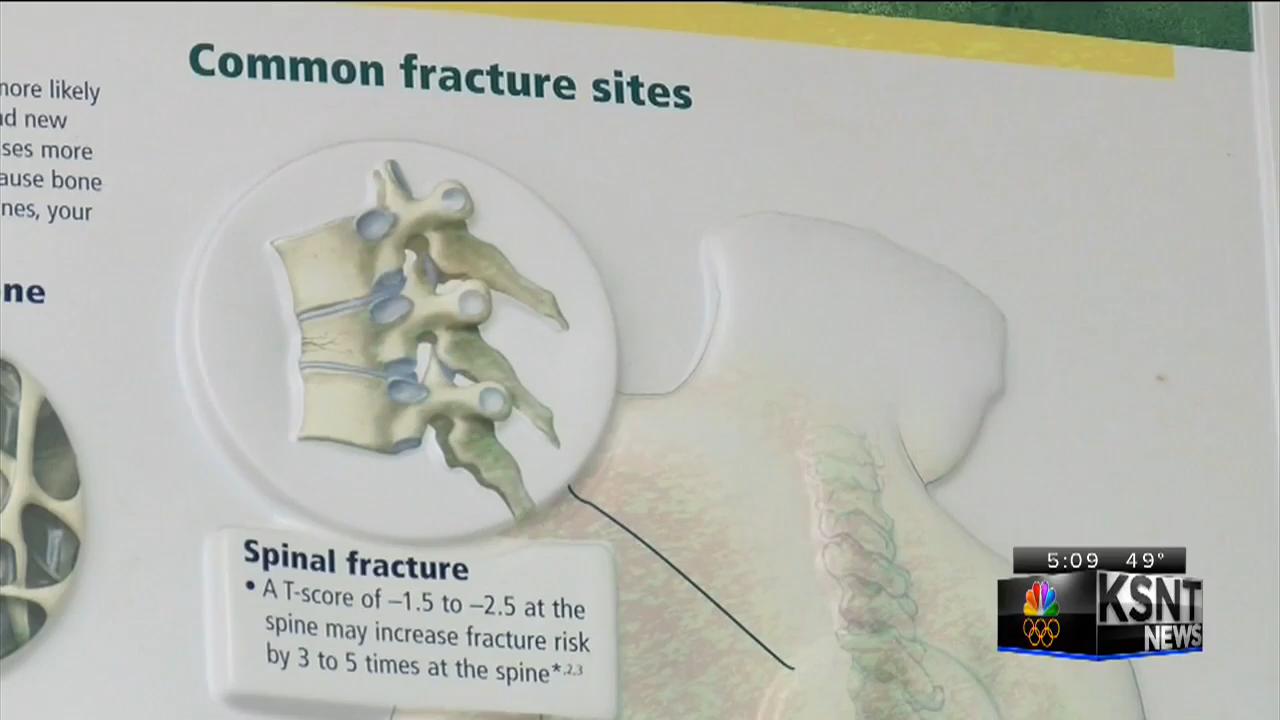 Common fracture sites
more likely
nd new
ses more
ause bone
nes, your
ne
Spinal fracture
• A T-score of –1.5 to –2.5 at the
spine may increase fracture risk
by 3 to 5 times at the spine*,2,3
5:09 49°
KSNT
NEWS